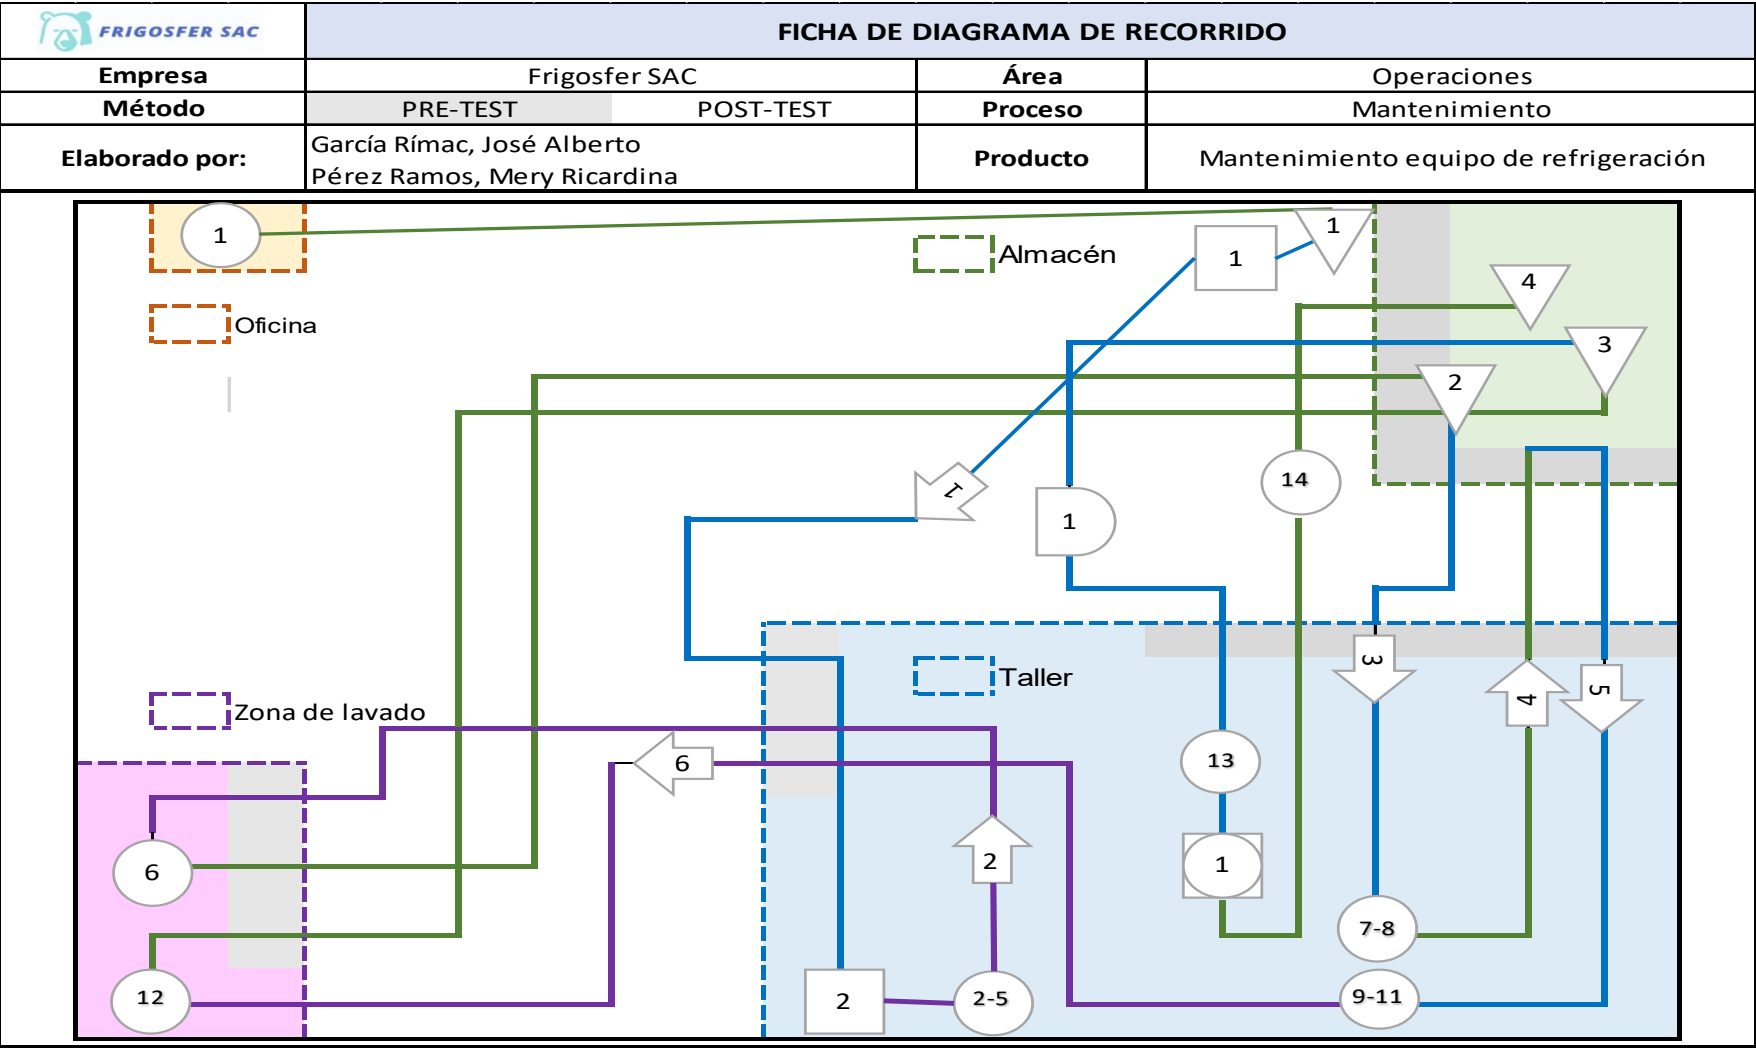 FRIGOSFER SAC
FICHA DE DIAGRAMA DE RECORRIDO
Empresa
Frigosfer SAC
Área
Operaciones
Método
PRE-TEST
POST-TEST
Proceso
Mantenimiento
Elaborado por:
García Rímac, José Alberto
Pérez Ramos, Mery Ricardina
Producto
Mantenimiento equipo de refrigeración
1
1
1
Almacén
4
Oficina
3
2
14
1
1
3
Taller
4
5
Zona de lavado
6
13
2
1
6
7-8
12
2
2-5
9-11